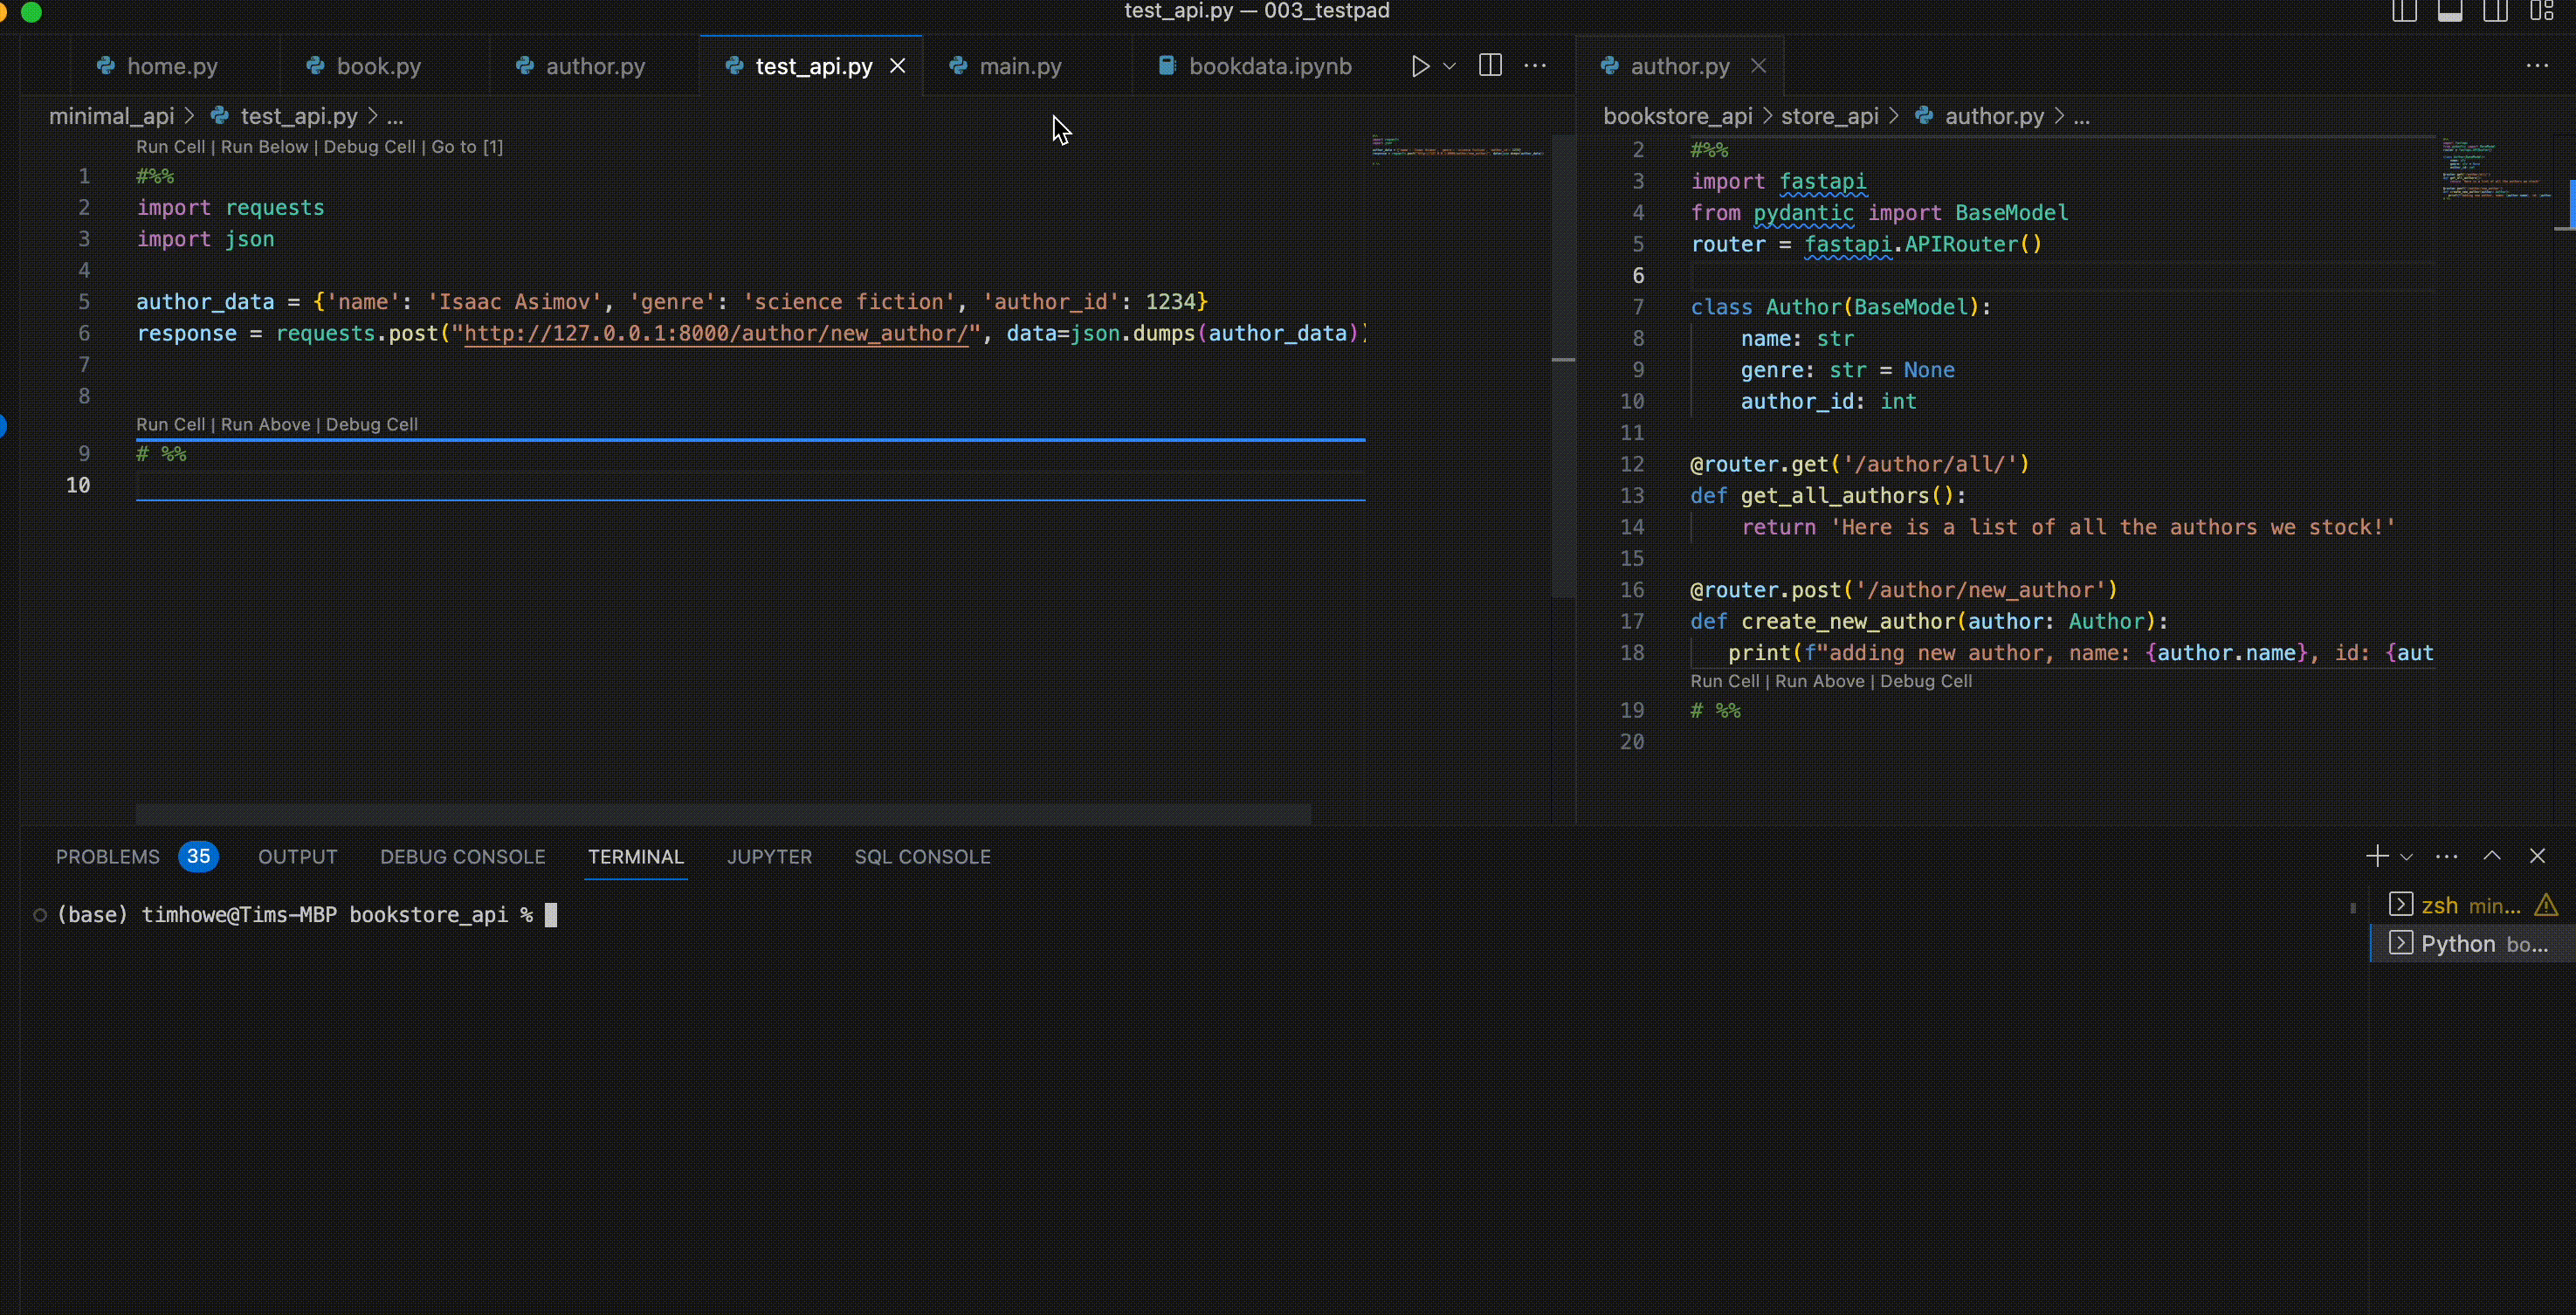 test_api.py — 003_testpad
home.py
book.py
author.py
test_api.py
main.py
bookdata.ipynb
author.py
minimal_api > test_api.py > ...
Run Cell | Run Below | Debug Cell | Go to [1]
1 #%%
2 import requests
3 import json
4
5 author_data = {'name': 'Isaac Asimov', 'genre': 'science fiction', 'author_id': 1234}
6 response = requests.post("http://127.0.0.1:8000/author/new_author/", data=json.dumps(author_data))
7
8
Run Cell | Run Above | Debug Cell
9 # %%
10
bookstore_api > store_api > author.py > ...
2 #%%
3 import fastapi
4 from pydantic import BaseModel
5 router = fastapi.APIRouter()
6
7 class Author(BaseModel):
8 name: str
9 genre: str = None
10 author_id: int
11
12 @router.get('/author/all/')
13 def get_all_authors():
14 return 'Here is a list of all the authors we stock!'
15
16 @router.post('/author/new_author')
17 def create_new_author(author: Author):
18 print(f"adding new author, name: {author.name}, id: {aut
Run Cell | Run Above | Debug Cell
19 # %%
20
PROBLEMS 35 OUTPUT DEBUG CONSOLE TERMINAL JUPYTER SQL CONSOLE
(base) timhowe@Tims-MBP bookstore_api %
zsh min...
Python bo...